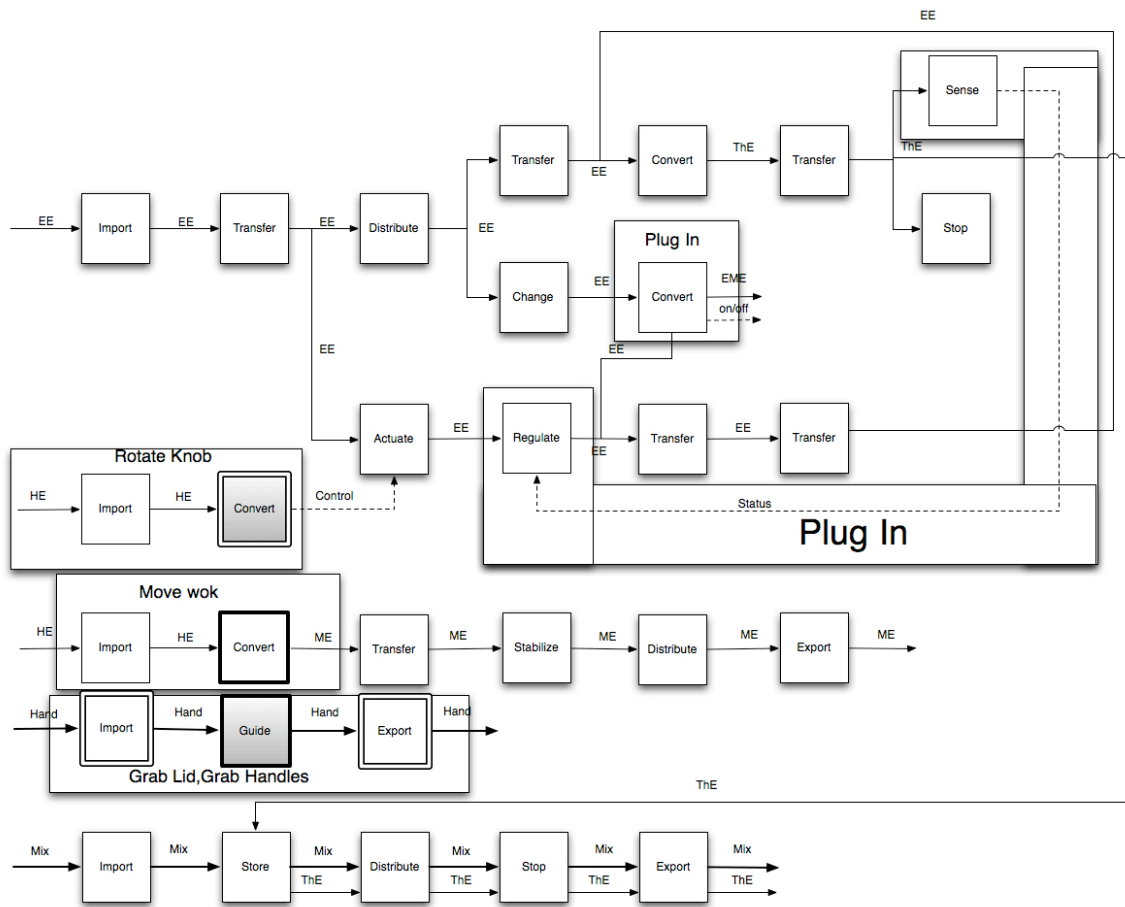 EE
Sense
Transfer
EE
Convert
ThE
Transfer
ThE
EE
Import
EE
Transfer
EE
Distribute
EE
Stop
Plug In
Change
EE
Convert
EME
on/off
EE
EE
Actuate
EE
Regulate
EE
Transfer
EE
Transfer
Rotate Knob
HE
Import
HE
Convert
Control
Status
Plug In
Move wok
HE
Import
HE
Convert
ME
Transfer
ME
Stabilize
ME
Distribute
ME
Export
ME
Hand
Import
Hand
Guide
Hand
Export
Hand
Grab Lid,Grab Handles
ThE
Mix
Import
Mix
Store
Mix
ThE
Distribute
Mix
ThE
Stop
Mix
ThE
Export
Mix
ThE